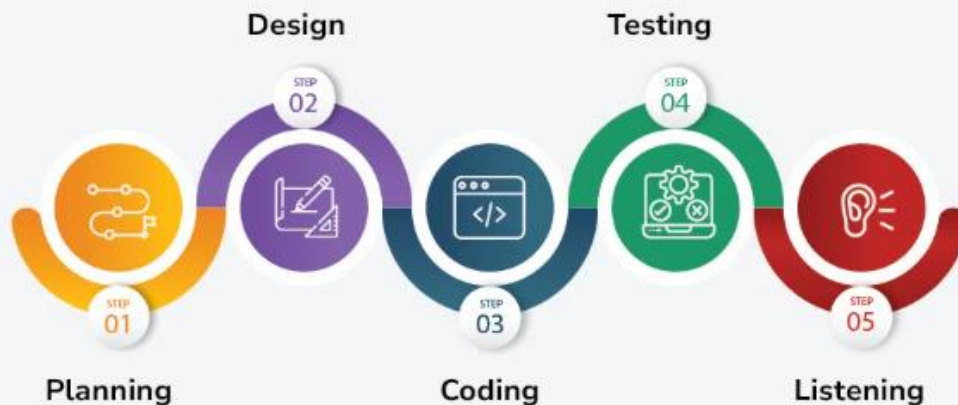 Design
Testing
STEP
02
STEP
04
</>
STEP
01
STEP
03
STEP
05
Planning
Coding
Listening